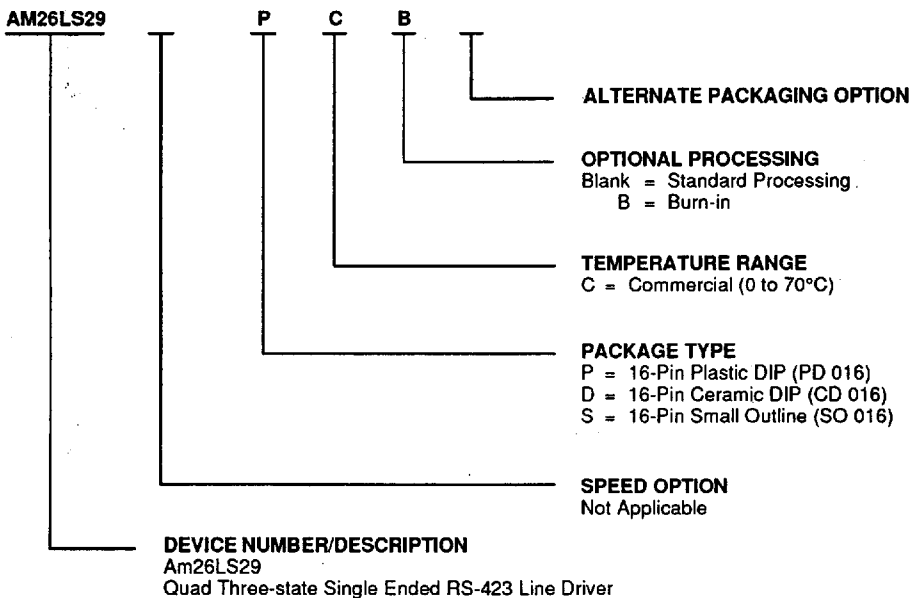 AM26LS29 P C B
ALTERNATE PACKAGING OPTION
OPTIONAL PROCESSING
Blank = Standard Processing
B = Burn-in
TEMPERATURE RANGE
C = Commercial (0 to 70°C)
PACKAGE TYPE
P = 16-Pin Plastic DIP (PD 016)
D = 16-Pin Ceramic DIP (CD 016)
S = 16-Pin Small Outline (SO 016)
SPEED OPTION
Not Applicable
DEVICE NUMBER/DESCRIPTION
Am26LS29
Quad Three-state Single Ended RS-423 Line Driver